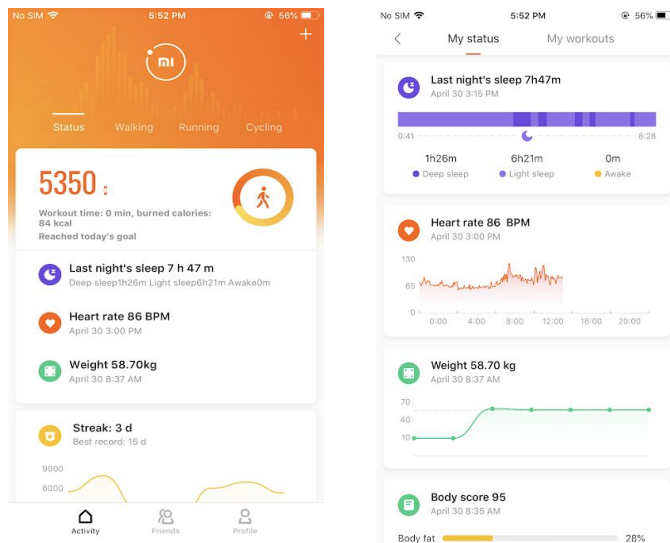 No SIM 5:52 PM 56%
mi
Status Walking Running Cycling
5350
Workout time: 0 min, burned calories:
84 kcal
Reached today's goal
Last night's sleep 7 h 47 m
Deep sleep1h26m Light sleep6h21m Awake0m
Heart rate 86 BPM
April 30 3:00 PM
Weight 58.70kg
April 30 8:37 AM
Streak: 3 d
Best record: 15 d
9000
6000
Activity Friends Profile
No SIM 5:52 PM 56%
My status My workouts
Last night's sleep 7h47m
April 30 3:15 PM
0:41 8:28
1h26m 6h21m 0m
Deep sleep Light sleep Awake
Heart rate 86 BPM
April 30 3:00 PM
130
65
0
0:00 4:00 8:00 12:00 16:00 20:00
Weight 58.70 kg
April 30 8:37 AM
70
40
10
Body score 95
April 30 8:35 AM
Body fat 28%